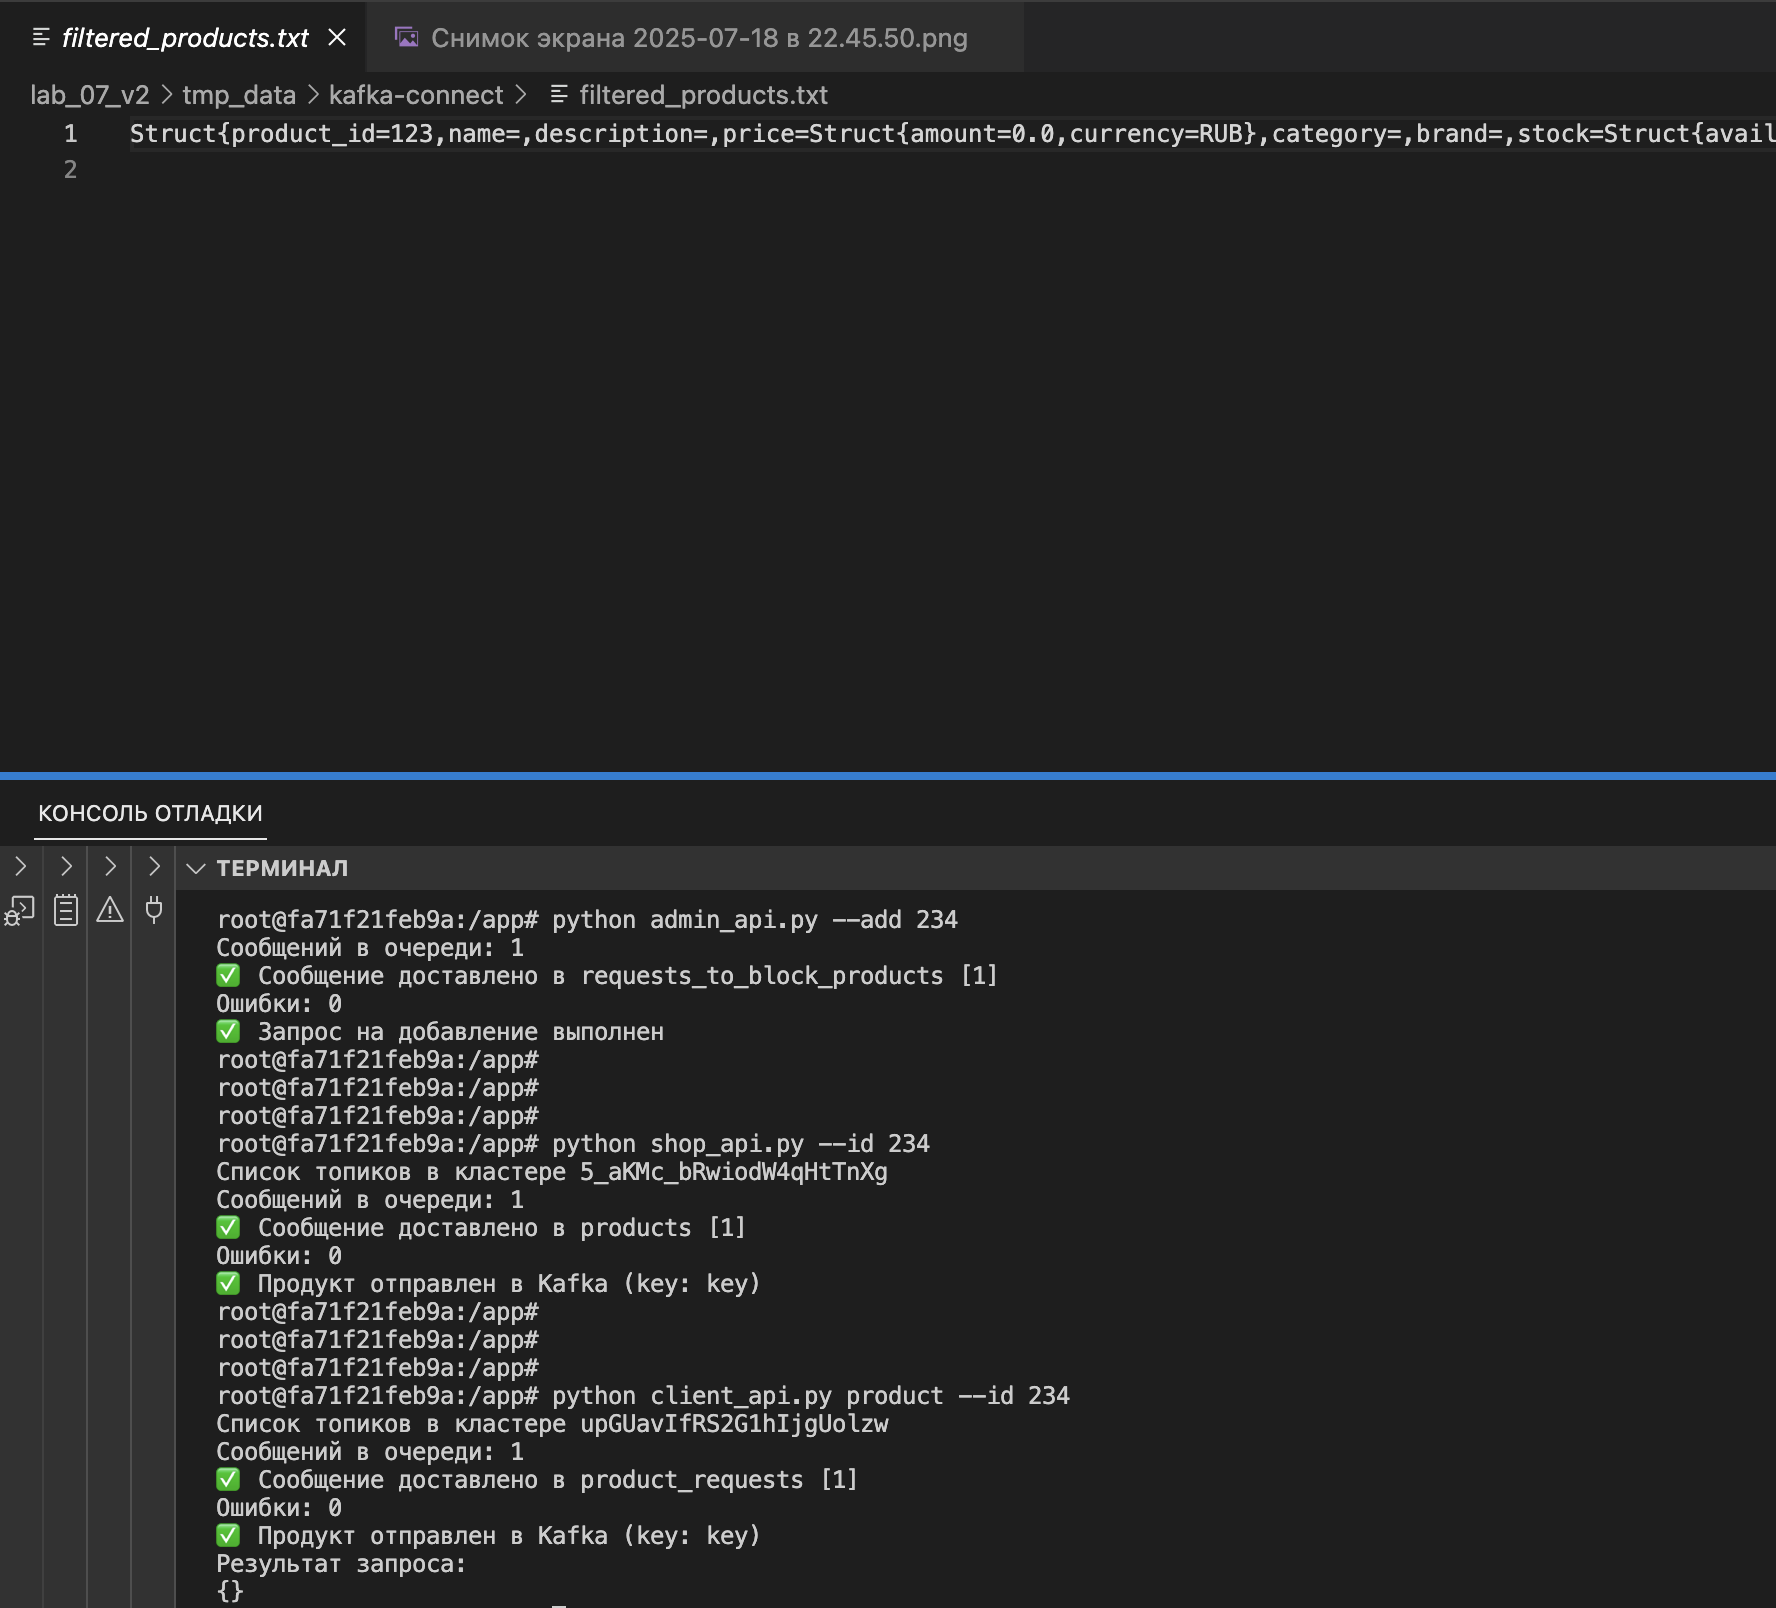 filtered_products.txt
Снимок экрана 2025-07-18 в 22.45.50.png
lab_07_v2 > tmp_data > kafka-connect > filtered_products.txt
1 Struct{product_id=123,name=,description=,price=Struct{amount=0.0,currency=RUB},category=,brand=,stock=Struct{avail
2
КОНСОЛЬ ОТЛАДКИ
ТЕРМИНАЛ
root@fa71f21feb9a:/app# python admin_api.py --add 234
Сообщений в очереди: 1
✅ Сообщение доставлено в requests_to_block_products [1]
Ошибки: 0
✅ Запрос на добавление выполнен
root@fa71f21feb9a:/app#
root@fa71f21feb9a:/app#
root@fa71f21feb9a:/app#
root@fa71f21feb9a:/app# python shop_api.py --id 234
Список топиков в кластере 5_aKMc_bRwiodW4qHtTnXg
Сообщений в очереди: 1
✅ Сообщение доставлено в products [1]
Ошибки: 0
✅ Продукт отправлен в Kafka (key: key)
root@fa71f21feb9a:/app#
root@fa71f21feb9a:/app#
root@fa71f21feb9a:/app#
root@fa71f21feb9a:/app# python client_api.py product --id 234
Список топиков в кластере upGUavIfRS2G1hIjgUolzw
Сообщений в очереди: 1
✅ Сообщение доставлено в product_requests [1]
Ошибки: 0
✅ Продукт отправлен в Kafka (key: key)
Результат запроса:
{}